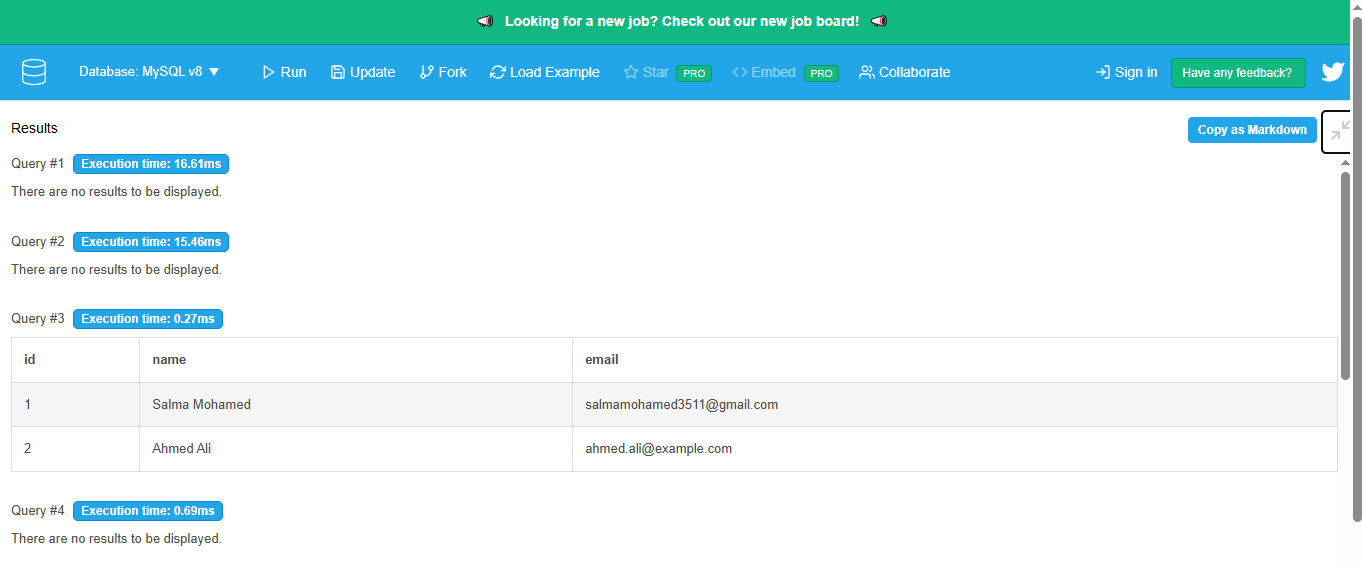 Looking for a new job? Check out our new job board!
Database: MySQL v8 ▼ Run Update Fork Load Example Star PRO Embed PRO Collaborate Sign in Have any feedback?
Results Copy as Markdown
Query #1 Execution time: 16.61ms
There are no results to be displayed.
Query #2 Execution time: 15.46ms
There are no results to be displayed.
Query #3 Execution time: 0.27ms
id name email
1 Salma Mohamed salmamohamed3511@gmail.com
2 Ahmed Ali ahmed.ali@example.com
Query #4 Execution time: 0.69ms
There are no results to be displayed.